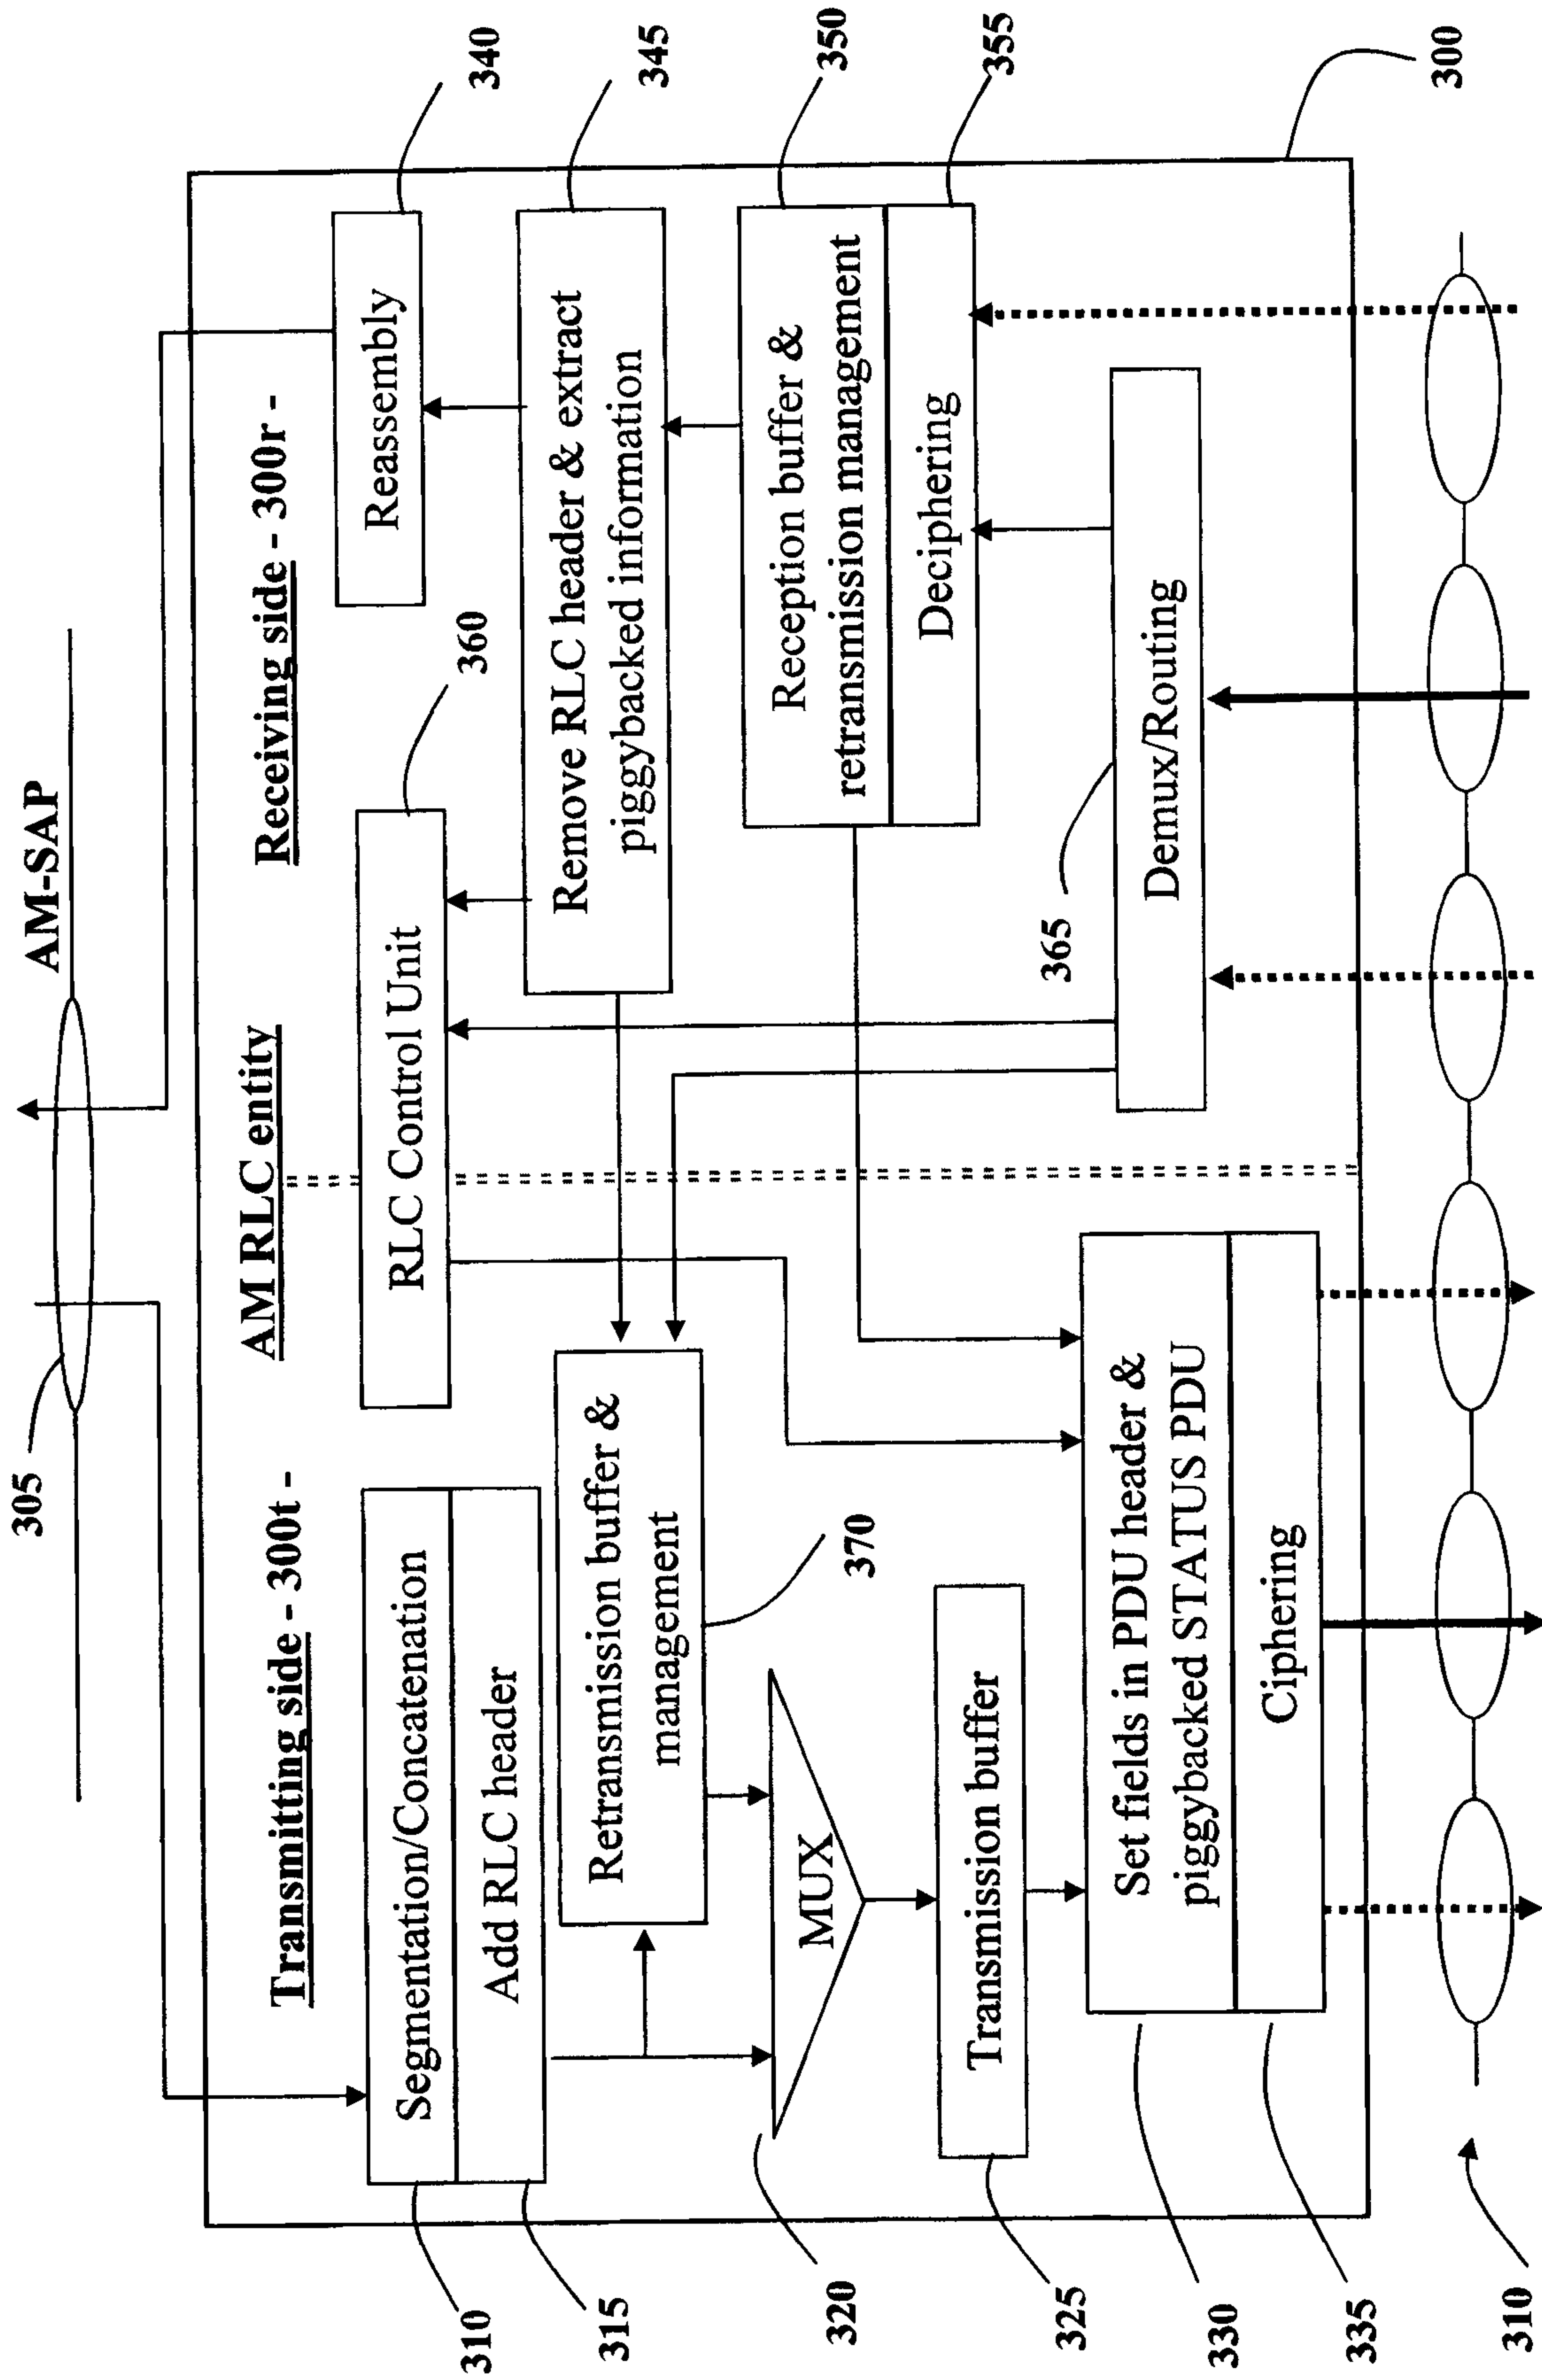 AM-SAP
305
AM RLC entity
Transmitting side - 300t -
Receiving side - 300r -
Segmentation/Concatenation
310
Add RLC header
315
Retransmission buffer &
management
370
MUX
320
Transmission buffer
325
Set fields in PDU header &
piggybacked STATUS PDU
330
Ciphering
335
RLC Control Unit
360
Reassembly
340
Remove RLC header & extract
piggybacked information
345
Reception buffer &
retransmission management
350
Deciphering
355
Demux/Routing
365
300
310